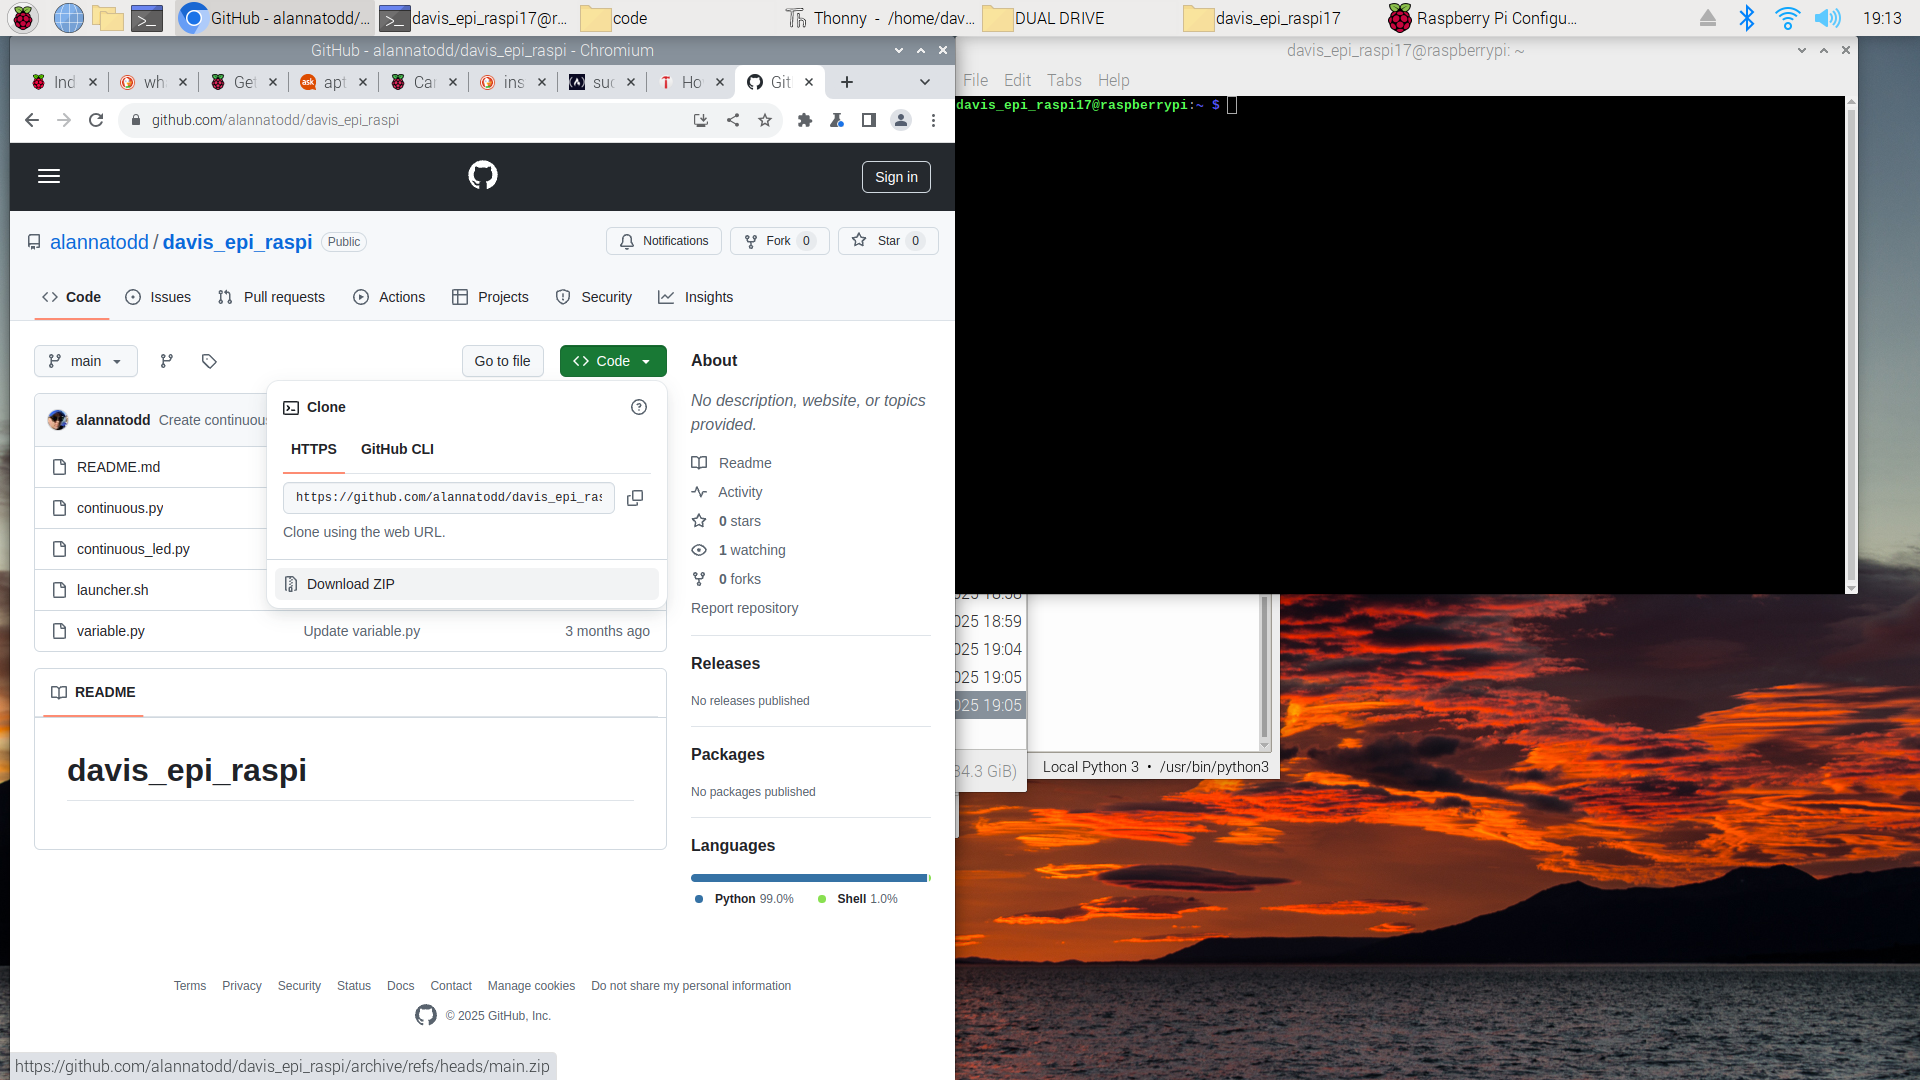 GitHub - alannatodd/...
davis_epi_raspi17@r...
code
Thonny - /home/dav...
DUAL DRIVE
davis_epi_raspi17
Raspberry Pi Configu...
19:13
GitHub - alannatodd/davis_epi_raspi - Chromium
Ind
wh
Get
ask
apt
Car
ins
suc
Ho
Git
github.com/alannatodd/davis_epi_raspi
Sign in
alannatodd / davis_epi_raspi
Public
Notifications
Fork 0
Star 0
Code
Issues
Pull requests
Actions
Projects
Security
Insights
main
Go to file
Code
alannatodd Create continuous
README.md
continuous.py
continuous_led.py
launcher.sh
variable.py
Update variable.py
3 months ago
Clone
HTTPS
GitHub CLI
https://github.com/alannatodd/davis_epi_ras
Clone using the web URL.
Download ZIP
README
davis_epi_raspi
About
No description, website, or topics
provided.
Readme
Activity
0 stars
1 watching
0 forks
Report repository
Releases
No releases published
Packages
No packages published
Languages
Python 99.0%
Shell 1.0%
Terms
Privacy
Security
Status
Docs
Contact
Manage cookies
Do not share my personal information
© 2025 GitHub, Inc.
https://github.com/alannatodd/davis_epi_raspi/archive/refs/heads/main.zip
davis_epi_raspi17@raspberrypi: ~
File Edit Tabs Help
davis_epi_raspi17@raspberrypi:~ $
025 18:58
025 18:59
025 19:04
025 19:05
025 19:05
34.3 GiB)
Local Python 3 • /usr/bin/python3